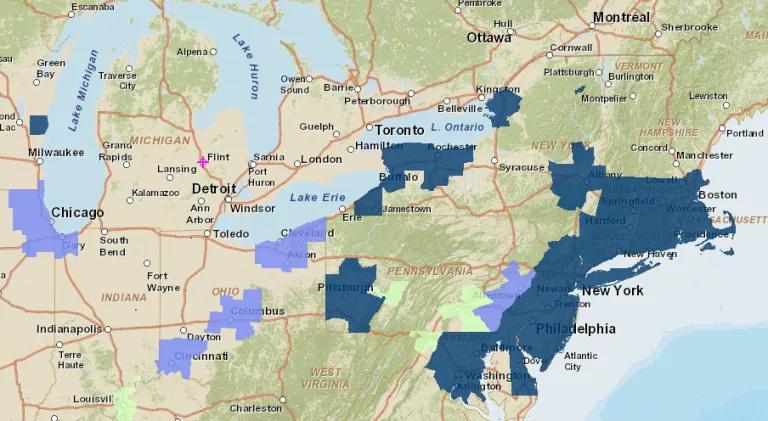 Escanaba
Pembroke
Hull
Montréal
Ottawa
Sherbrooke
Cornwall
Alpena
Lake Huron
Lake Michigan
Green
Bay
Traverse
City
Owen
Sound
Barrie
Peterborough
Plattsburg
VERMONT
Burlington
Montpelier
Kingston
Belleville
Lewiston
Portland
Guelph
Toronto
L. Ontario
Hamilton
Rochester
NEW
HAMPSHIRE
Concord
Manchester
NEW YORK
Syracuse
Albany
Lowell
Boston
MASSACHUSETTS
Springfield
Worcester
Hartford
Providence
CONNECTICUT
New Haven
Lac
Milwaukee
MICHIGAN
Grand
Rapids
Flint
Lansing
Sarnia
Port
Huron
London
Buffalo
Kalamazoo
Detroit
Ann
Arbor
Windsor
Lake Erie
Erie
Jamestown
Chicago
Gary
South
Bend
Toledo
Cleveland
Akron
Fort
Wayne
INDIANA
OHIO
Pittsburgh
PENNSYLVANIA
Allentown
Newark
New York
Trenton
Philadelphia
Columbus
Indianapolis
Dayton
Cincinnati
Terre
Haute
WEST
VIRGINIA
Baltimore
Dover
Atlantic
City
Washington
Arlington
Louisvil
Charleston